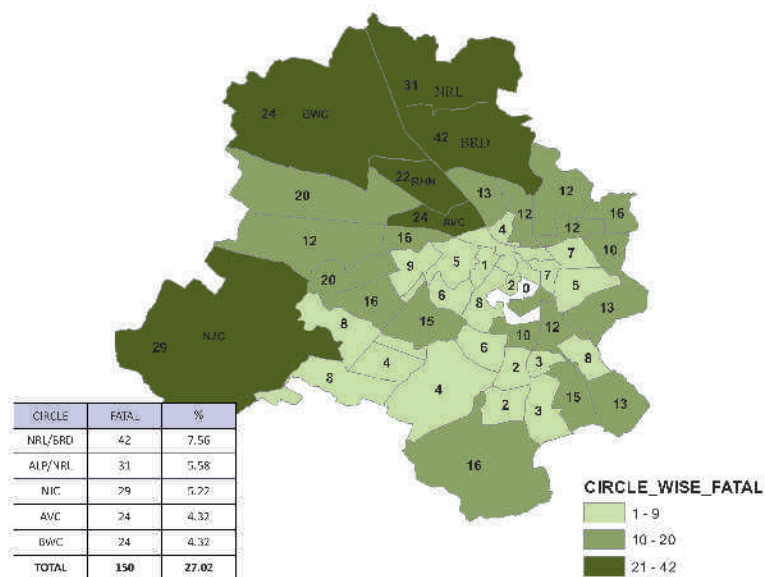 31 NRL
24 BWC
42 BRD
22 RHN
20
13
12
16
24 AVC
12
12
4
12
16
10
9
5
1
7
20
7
2
0
5
6
16
8
13
15
8
10
12
29 NJC
6
4
2
3
8
8
4
2
3
15
13
16
CIRCLE FATAL %
NRL/BRD 42 7.56
ALP/NRL 31 5.58
NJC 29 5.22
AVC 24 4.32
BWC 24 4.32
TOTAL 150 27.02
CIRCLE_WISE_FATAL
1 - 9
10 - 20
21 - 42